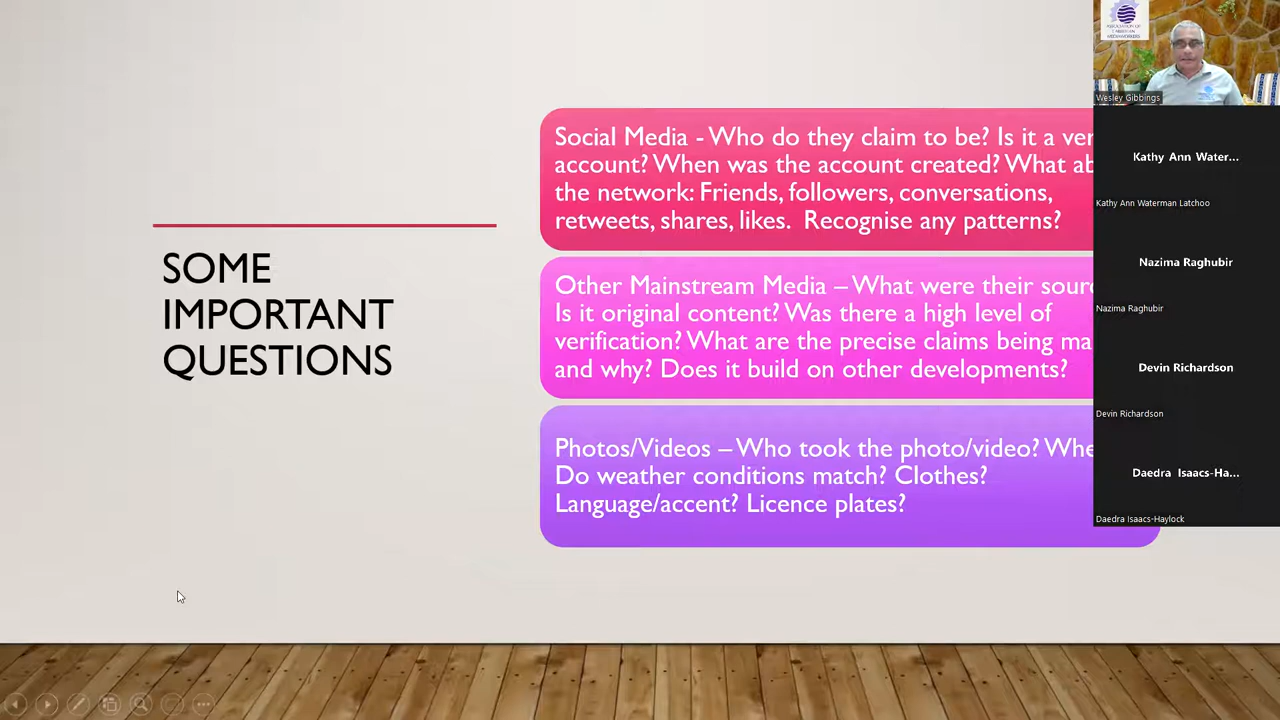 SOME
IMPORTANT
QUESTIONS
Social Media - Who do they claim to be? Is it a
account? When was the account created? What
the network: Friends, followers, conversations,
retweets, shares, likes. Recognise any patterns?
Other Mainstream Media – What were their
Is it original content? Was there a high level of
verification? What are the precise claims being
and why? Does it build on other developments?
Photos/Videos – Who took the photo/video?
Do weather conditions match? Clothes?
Language/accent? Licence plates?
ASSOCIATION OF
CARIBBEAN
MEDIAWORKERS
Wesley Gibbings
Kathy Ann Water...
Kathy Ann Waterman Latchoo
Nazima Raghubir
Nazima Raghubir
Devin Richardson
Devin Richardson
Daedra Isaacs-Ha...
Daedra Isaacs-Haylock